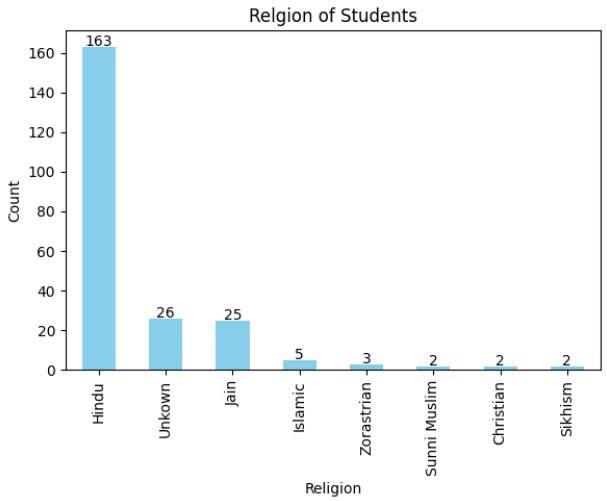 Relgion of Students
Count
160
140
120
100
80
60
40
20
0
163
26
25
5
3
2
2
2
Hindu
Unkown
Jain
Islamic
Zorastrian
Sunni Muslim
Christian
Sikhism
Religion